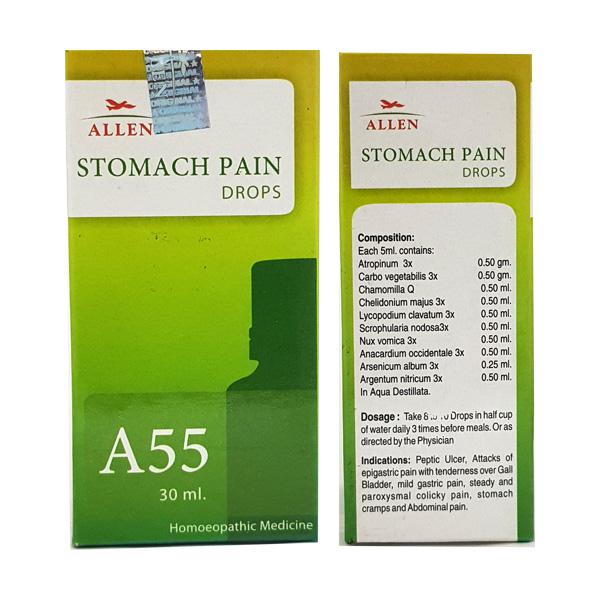 ALLEN
STOMACH PAIN
DROPS
A55
30 ml.
Homoeopathic Medicine
ALLEN
STOMACH PAIN
DROPS
Composition:
Each 5ml. contains:
Atropinum 3x 0.50 gm.
Carbo vegetabilis 3x 0.50 gm.
Chamomilla Q 0.50 ml.
Chelidonium majus 3x 0.50 ml.
Lycopodium clavatum 3x 0.50 ml.
Scrophularia nodosa3x 0.50 ml.
Nux vomica 3x 0.50 ml.
Anacardium occidentale 3x 0.50 ml.
Arsenicum album 3x 0.25 ml.
Argentum nitricum 3x 0.50 ml.
In Aqua Destillata.
Dosage : Take 8 to 10 Drops in half cup
of water daily 3 times before meals. Or as
directed by the Physician
Indications: Peptic Ulcer, Attacks of
epigastric pain with tenderness over Gall
Bladder, mild gastric pain, steady and
paroxysmal colicky pain, stomach
cramps and Abdominal pain.